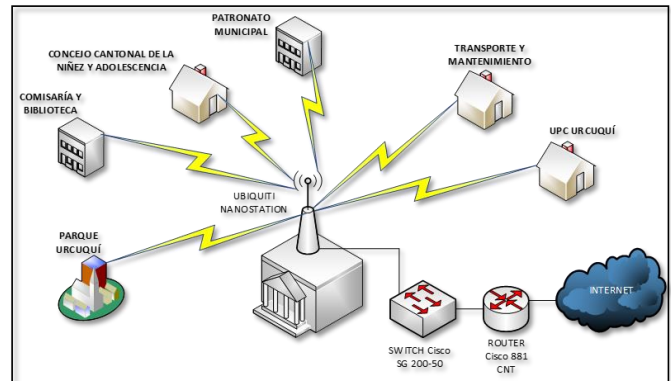 PATRONATO
MUNICIPAL
CONCEJO CANTONAL DE LA
NIÑEZ Y ADOLESCENCIA
TRANSPORTE Y
MANTENIMIENTO
COMISARÍA Y
BIBLIOTECA
UPC URCUQUÍ
UBIQUITI
NANOSTATION
PARQUE
URCUQUÍ
INTERNET
SWITCH Cisco
SG 200-50
ROUTER
Cisco 881
CNT